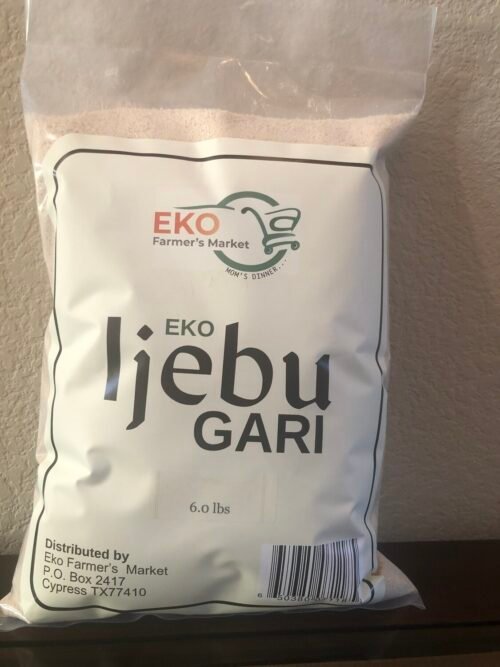 EKO
Farmer's Market
MOM'S DINNER...
EKO
Ijebu
GARI
6.0 lbs
Distributed by
Eko Farmer's Market
P.O. Box 2417
Cypress TX77410